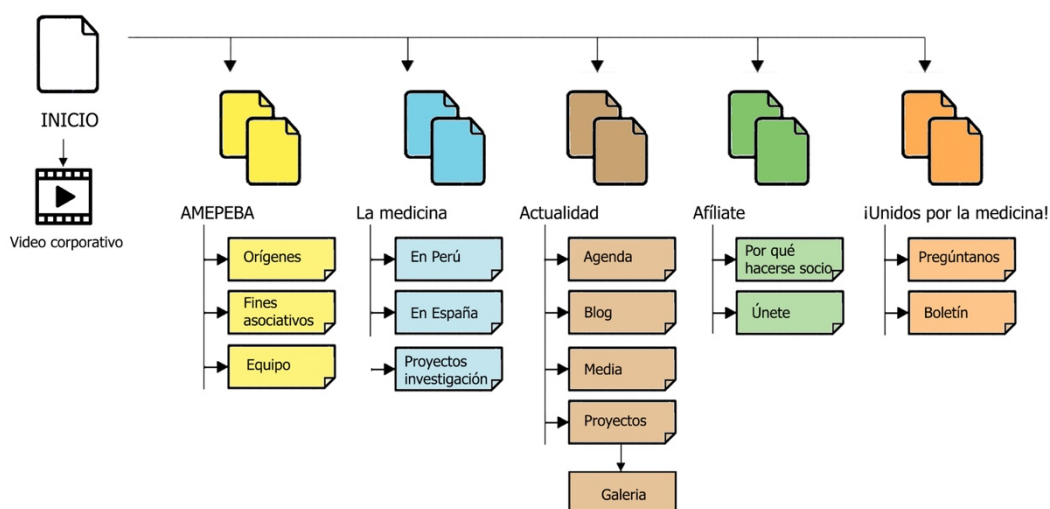 INICIO
Video corporativo
AMEPEBA
Orígenes
Fines
asociativos
Equipo
La medicina
En Perú
En España
Proyectos
investigación
Actualidad
Agenda
Blog
Media
Proyectos
Galeria
Afíliate
Por qué
hacerse socio
Únete
¡Unidos por la medicina!
Pregúntanos
Boletín